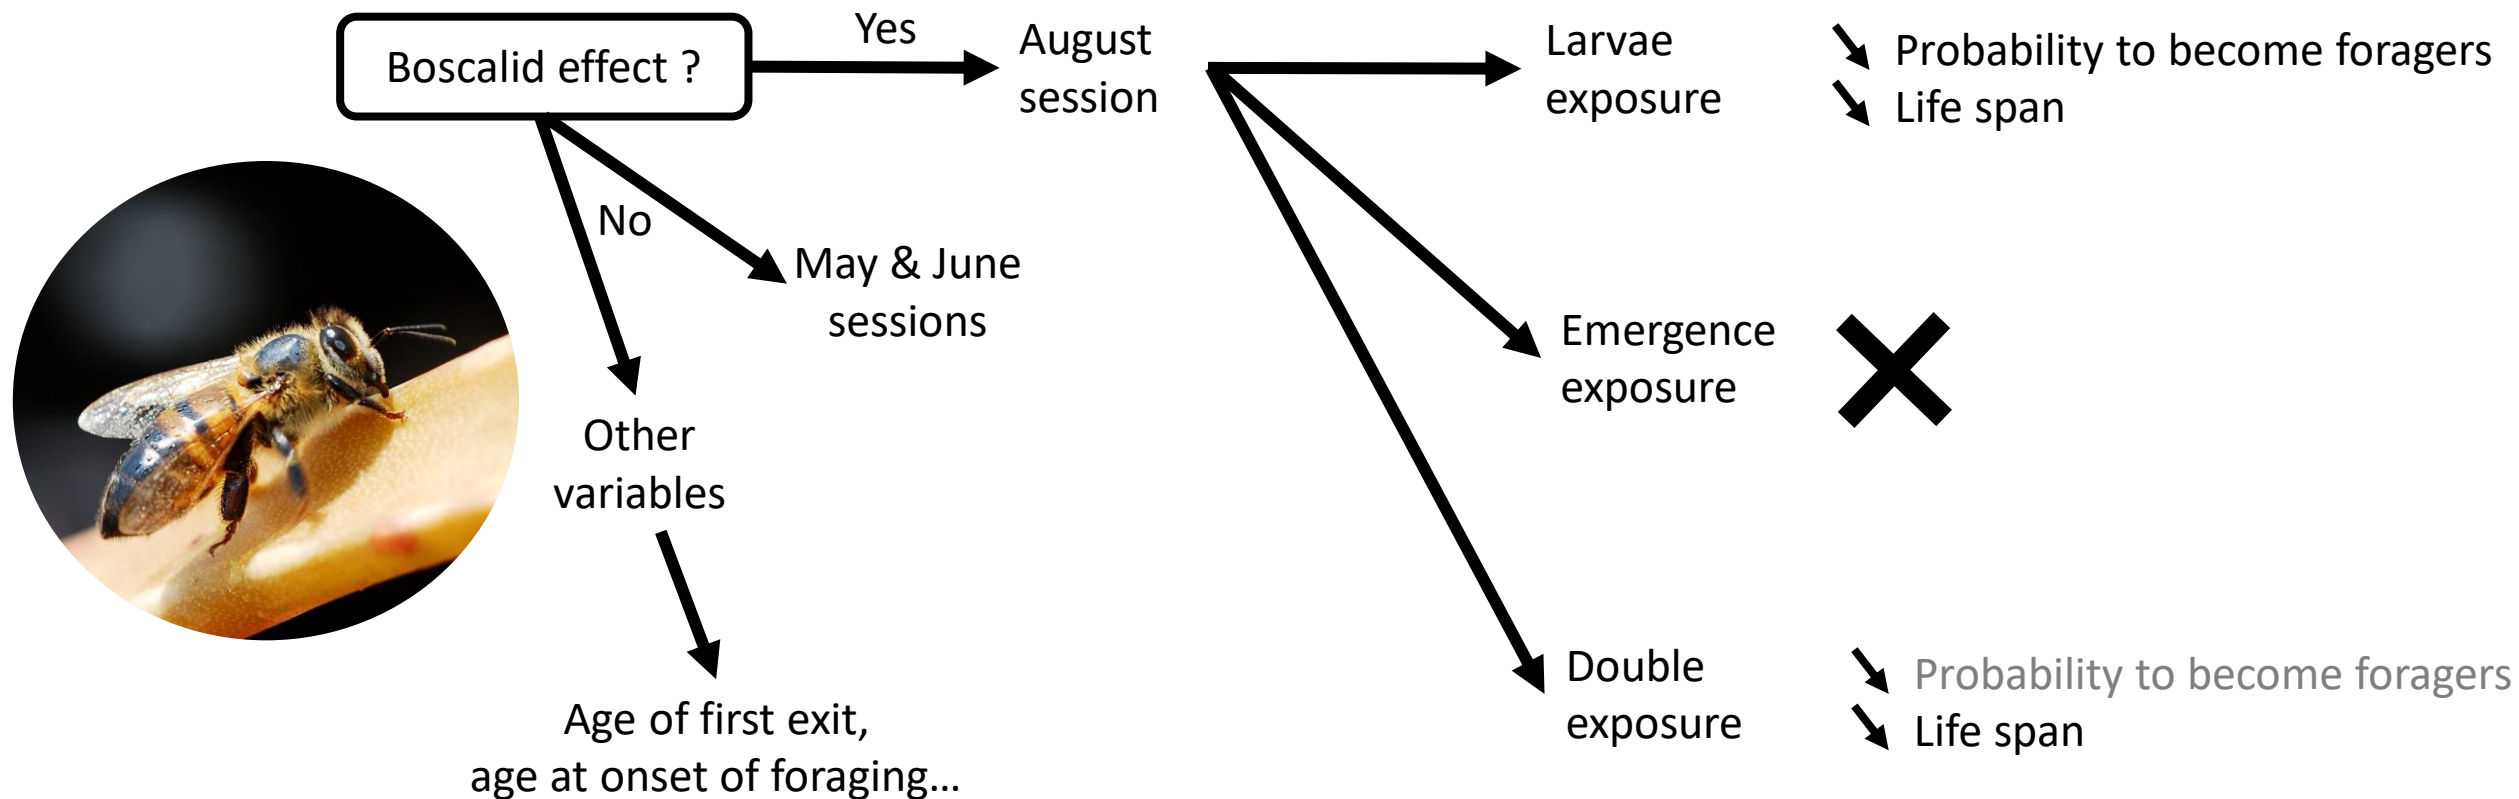 Boscalid effect ?
Yes
August
session
Larvae
exposure
Probability to become foragers
Life span
No
May & June
sessions
Emergence
exposure
Other
variables
Double
exposure
Probability to become foragers
Life span
Age of first exit,
age at onset of foraging...